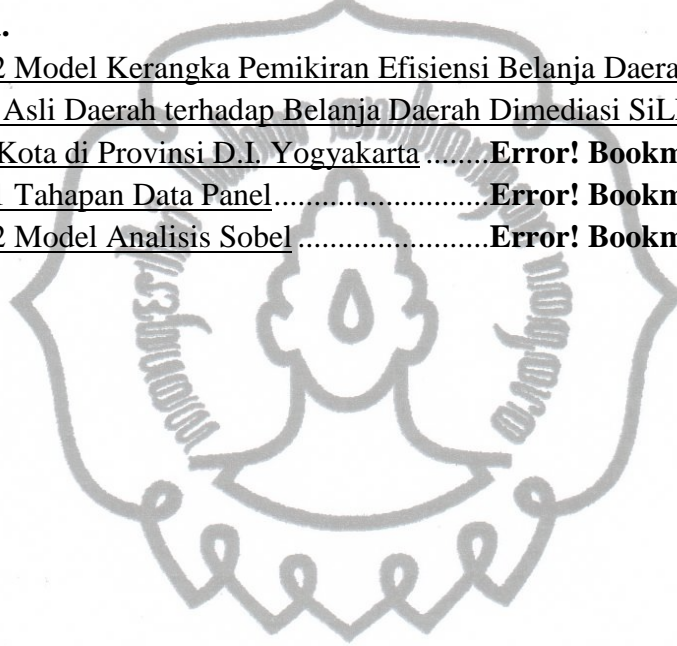 .
2 Model Kerangka Pemikiran Efisiensi Belanja Daera
Asli Daerah terhadap Belanja Daerah Dimediasi SiL
Kota di Provinsi D.I. Yogyakarta ........Error! Bookm
1 Tahapan Data Panel..........................Error! Bookm
2 Model Analisis Sobel .......................Error! Bookm